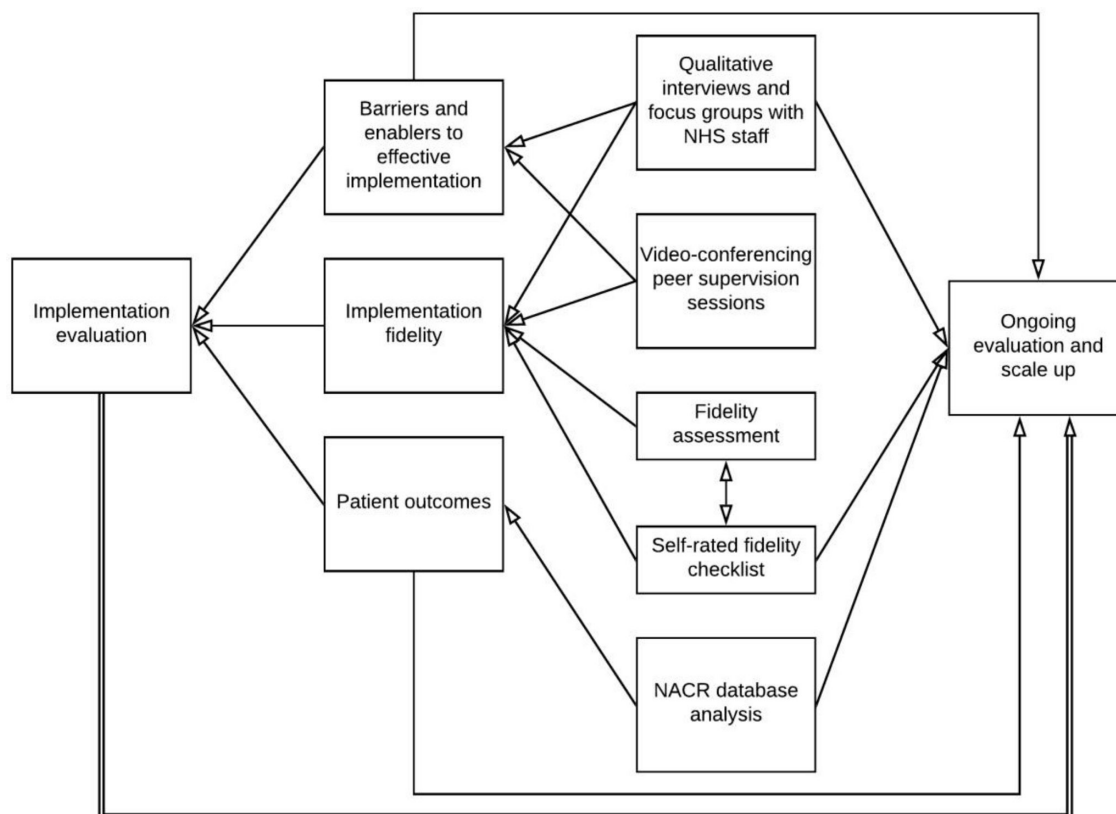 Barriers and
enablers to
effective
implementation
Qualitative
interviews and
focus groups with
NHS staff
Implementation
evaluation
Implementation
fidelity
Video-conferencing
peer supervision
sessions
Ongoing
evaluation and
scale up
Patient outcomes
Fidelity
assessment
Self-rated fidelity
checklist
NACR database
analysis